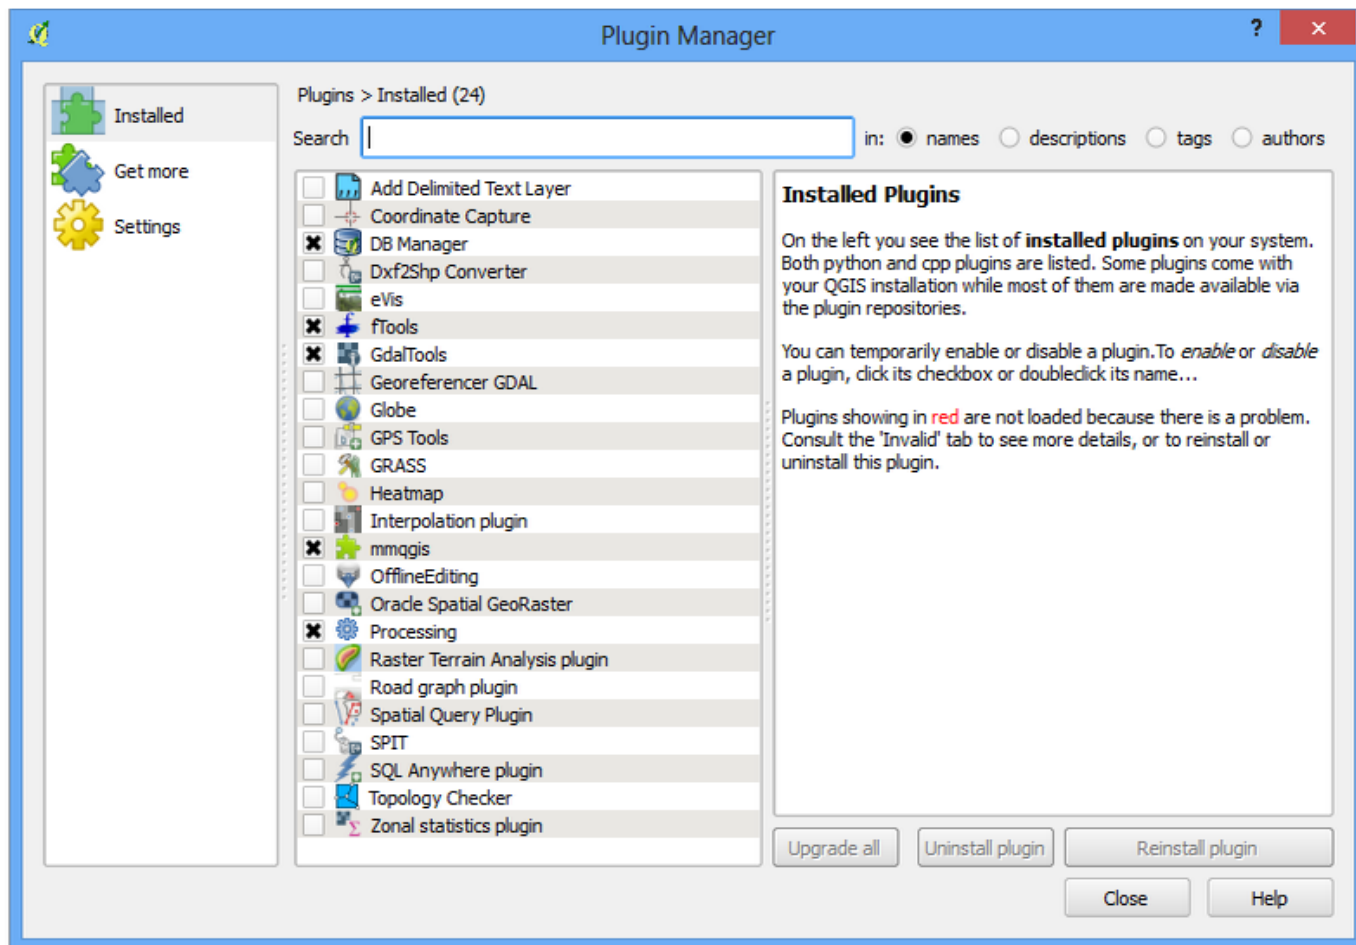 Plugin Manager
?
Installed
Get more
Settings
Plugins > Installed (24)
Search in: names descriptions tags authors
Add Delimited Text Layer
Coordinate Capture
DB Manager
Dxf2Shp Converter
eVis
fTools
GdalTools
Georeferencer GDAL
Globe
GPS Tools
GRASS
Heatmap
Interpolation plugin
mmqgis
OfflineEditing
Oracle Spatial GeoRaster
Processing
Raster Terrain Analysis plugin
Road graph plugin
Spatial Query Plugin
SPIT
SQL Anywhere plugin
Topology Checker
Zonal statistics plugin
Installed Plugins
On the left you see the list of installed plugins on your system.
Both python and cpp plugins are listed. Some plugins come with
your QGIS installation while most of them are made available via
the plugin repositories.
You can temporarily enable or disable a plugin.To enable or disable
a plugin, click its checkbox or doubleclick its name...
Plugins showing in red are not loaded because there is a problem.
Consult the 'Invalid' tab to see more details, or to reinstall or
uninstall this plugin.
Upgrade all
Uninstall plugin
Reinstall plugin
Close
Help